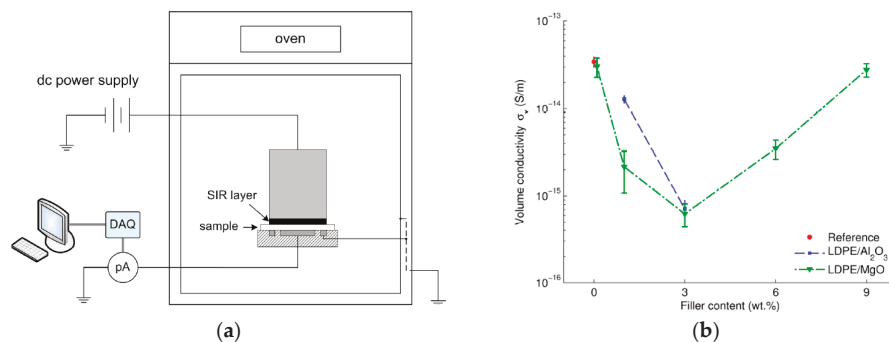 oven
dc power supply
SIR layer
sample
DAQ
pA
(a)
10⁻¹³
10⁻¹⁴
10⁻¹⁵
10⁻¹⁶
Volume conductivity σᵥ (S/m)
0 3 6 9
Filler content (wt.%)
Reference
LDPE/Al₂O₃
LDPE/MgO
(b)